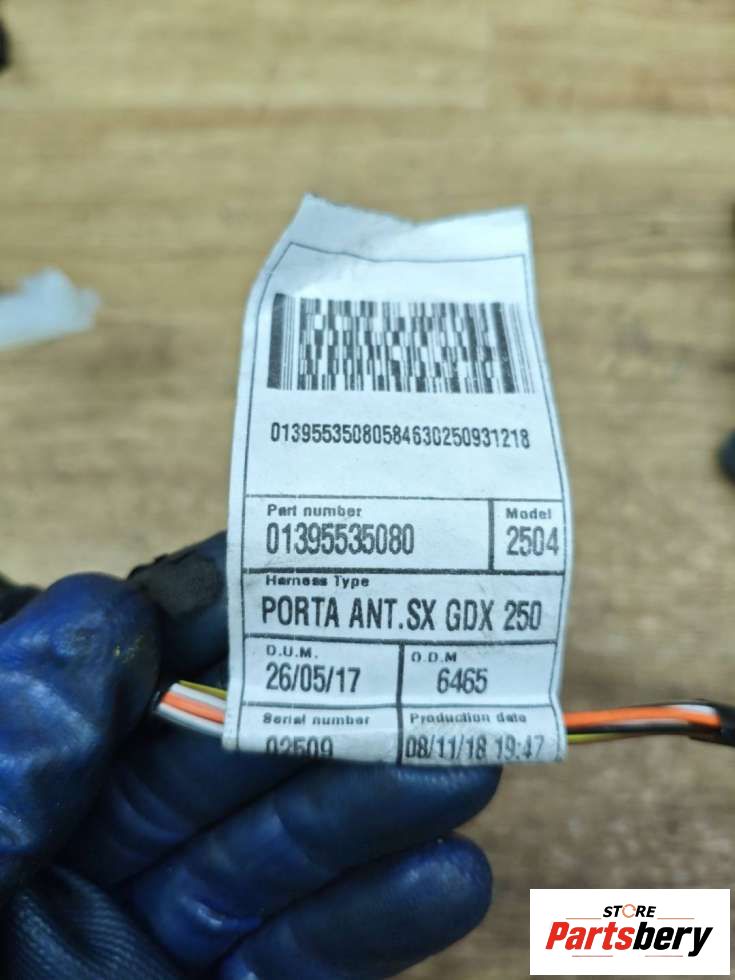 01395535080584630250931218
Part number
01395535080
Model
2504
Harness Type
PORTA ANT.SX GDX 250
D.U.M.
26/05/17
O.D.M
6465
Serial number
02509
Production date
08/11/18 19:47
STORE
Partsbery